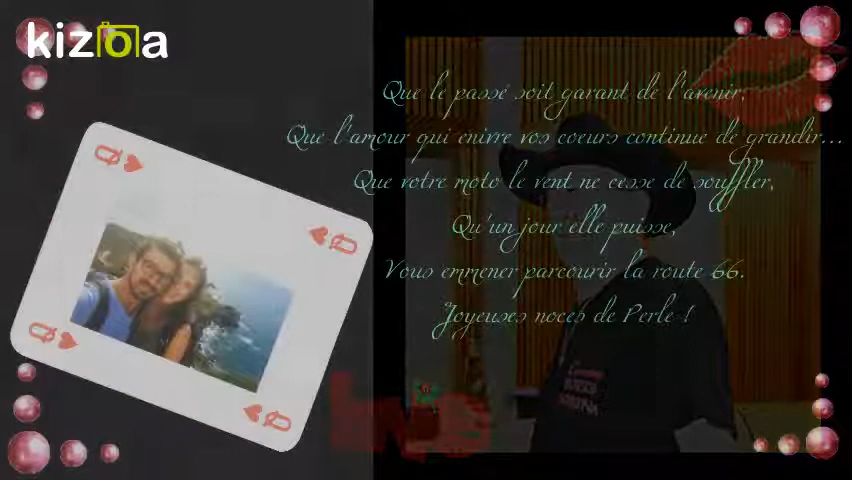 kizoa
Que le passé soit garant de l'avenir,
Que l'amour qui enivre vos coeurs continue de grandir...
Que votre moto le vent ne cesse de souffler,
Qu'un jour elle puisse,
Vous emmener parcourir la route 66.
Joyeuses noces de Perle !
Q
Q
Q
Q